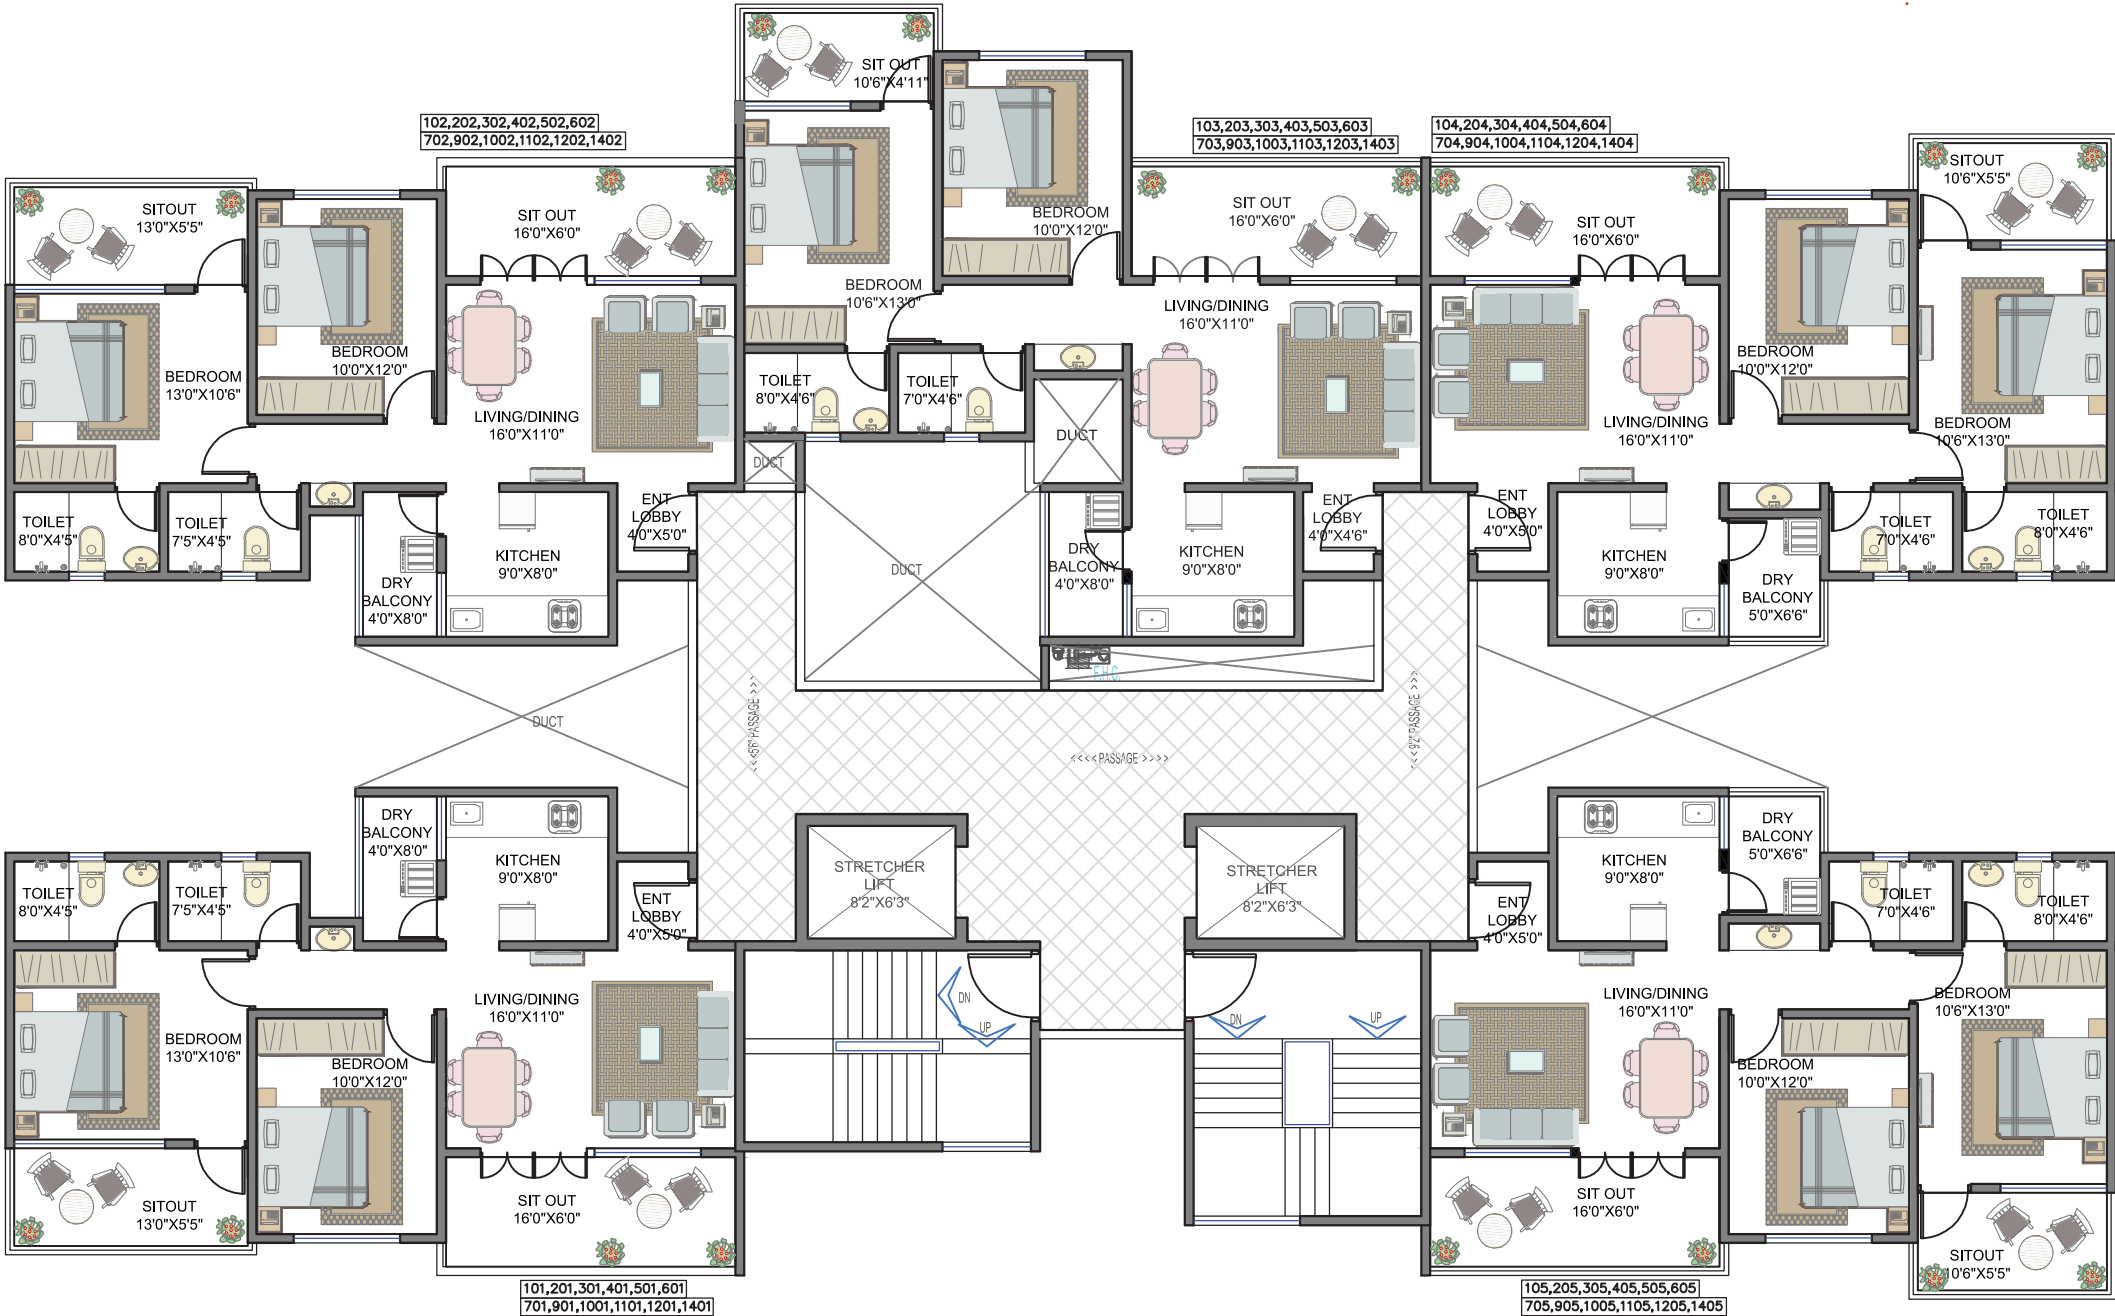 102,202,302,402,502,602
702,902,1002,1102,1202,1402
SITOUT
13'0"X5'5"
BEDROOM
13'0"X10'6"
BEDROOM
10'0"X12'0"
SIT OUT
16'0"X6'0"
LIVING/DINING
16'0"X11'0"
TOILET
8'0"X4'5"
TOILET
7'5"X4'5"
DRY
BALCONY
4'0"X8'0"
KITCHEN
9'0"X8'0"
ENT
LOBBY
4'0"X5'0"
SIT OUT
10'6"X4'11"
BEDROOM
10'0"X12'0"
BEDROOM
10'6"X13'0"
103,203,303,403,503,603
703,903,1003,1103,1203,1403
SIT OUT
16'0"X6'0"
LIVING/DINING
16'0"X11'0"
TOILET
8'0"X4'6"
TOILET
7'0"X4'6"
DUCT
DUCT
DUCT
DRY
BALCONY
4'0"X8'0"
KITCHEN
9'0"X8'0"
ENT
LOBBY
4'0"X4'6"
F.H.C.
104,204,304,404,504,604
704,904,1004,1104,1204,1404
SIT OUT
16'0"X6'0"
SITOUT
10'6"X5'5"
BEDROOM
10'0"X12'0"
BEDROOM
10'6"X13'0"
LIVING/DINING
16'0"X11'0"
ENT
LOBBY
4'0"X5'0"
KITCHEN
9'0"X8'0"
DRY
BALCONY
5'0"X6'6"
TOILET
7'0"X4'6"
TOILET
8'0"X4'6"
DUCT
<<<5'6" PASSAGE >>>
<<<<PASSAGE >>>>
<<<9'2" PASSAGE >>>
STRETCHER
LIFT
8'2"X6'3"
STRETCHER
LIFT
8'2"X6'3"
DN
UP
DN
UP
DRY
BALCONY
4'0"X8'0"
KITCHEN
9'0"X8'0"
ENT
LOBBY
4'0"X5'0"
TOILET
8'0"X4'5"
TOILET
7'5"X4'5"
LIVING/DINING
16'0"X11'0"
BEDROOM
13'0"X10'6"
BEDROOM
10'0"X12'0"
SITOUT
13'0"X5'5"
SIT OUT
16'0"X6'0"
101,201,301,401,501,601
701,901,1001,1101,1201,1401
KITCHEN
9'0"X8'0"
DRY
BALCONY
5'0"X6'6"
ENT
LOBBY
4'0"X5'0"
TOILET
7'0"X4'6"
TOILET
8'0"X4'6"
LIVING/DINING
16'0"X11'0"
BEDROOM
10'6"X13'0"
BEDROOM
10'0"X12'0"
SIT OUT
16'0"X6'0"
SITOUT
10'6"X5'5"
105,205,305,405,505,605
705,905,1005,1105,1205,1405